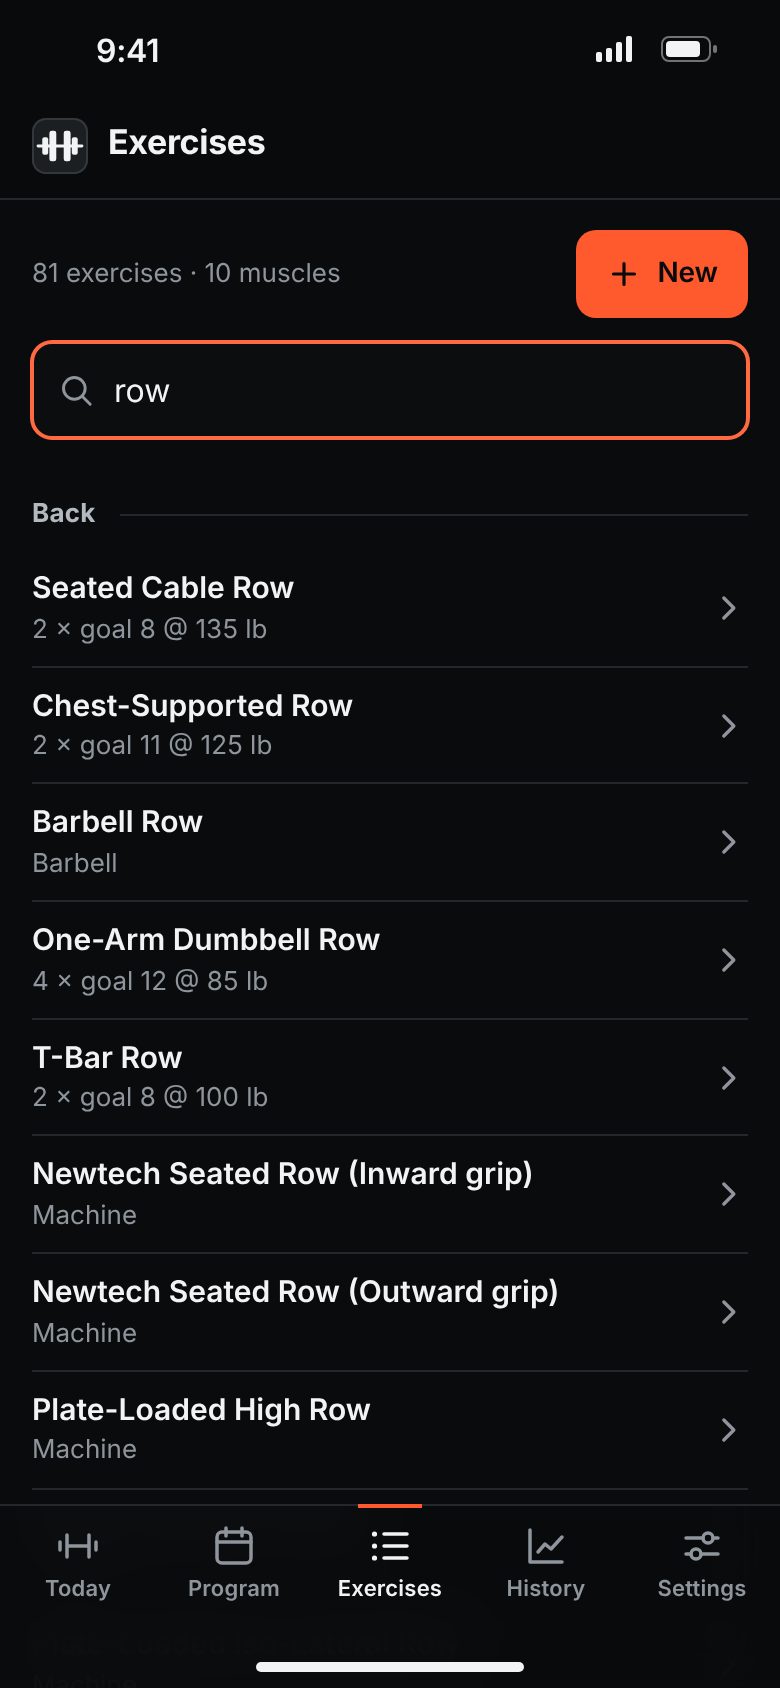 9:41
Exercises
81 exercises · 10 muscles
New
row
Back
Seated Cable Row
2 × goal 8 @ 135 lb
Chest-Supported Row
2 × goal 11 @ 125 lb
Barbell Row
Barbell
One-Arm Dumbbell Row
4 × goal 12 @ 85 lb
T-Bar Row
2 × goal 8 @ 100 lb
Newtech Seated Row (Inward grip)
Machine
Newtech Seated Row (Outward grip)
Machine
Plate-Loaded High Row
Machine
Today Program Exercises History Settings